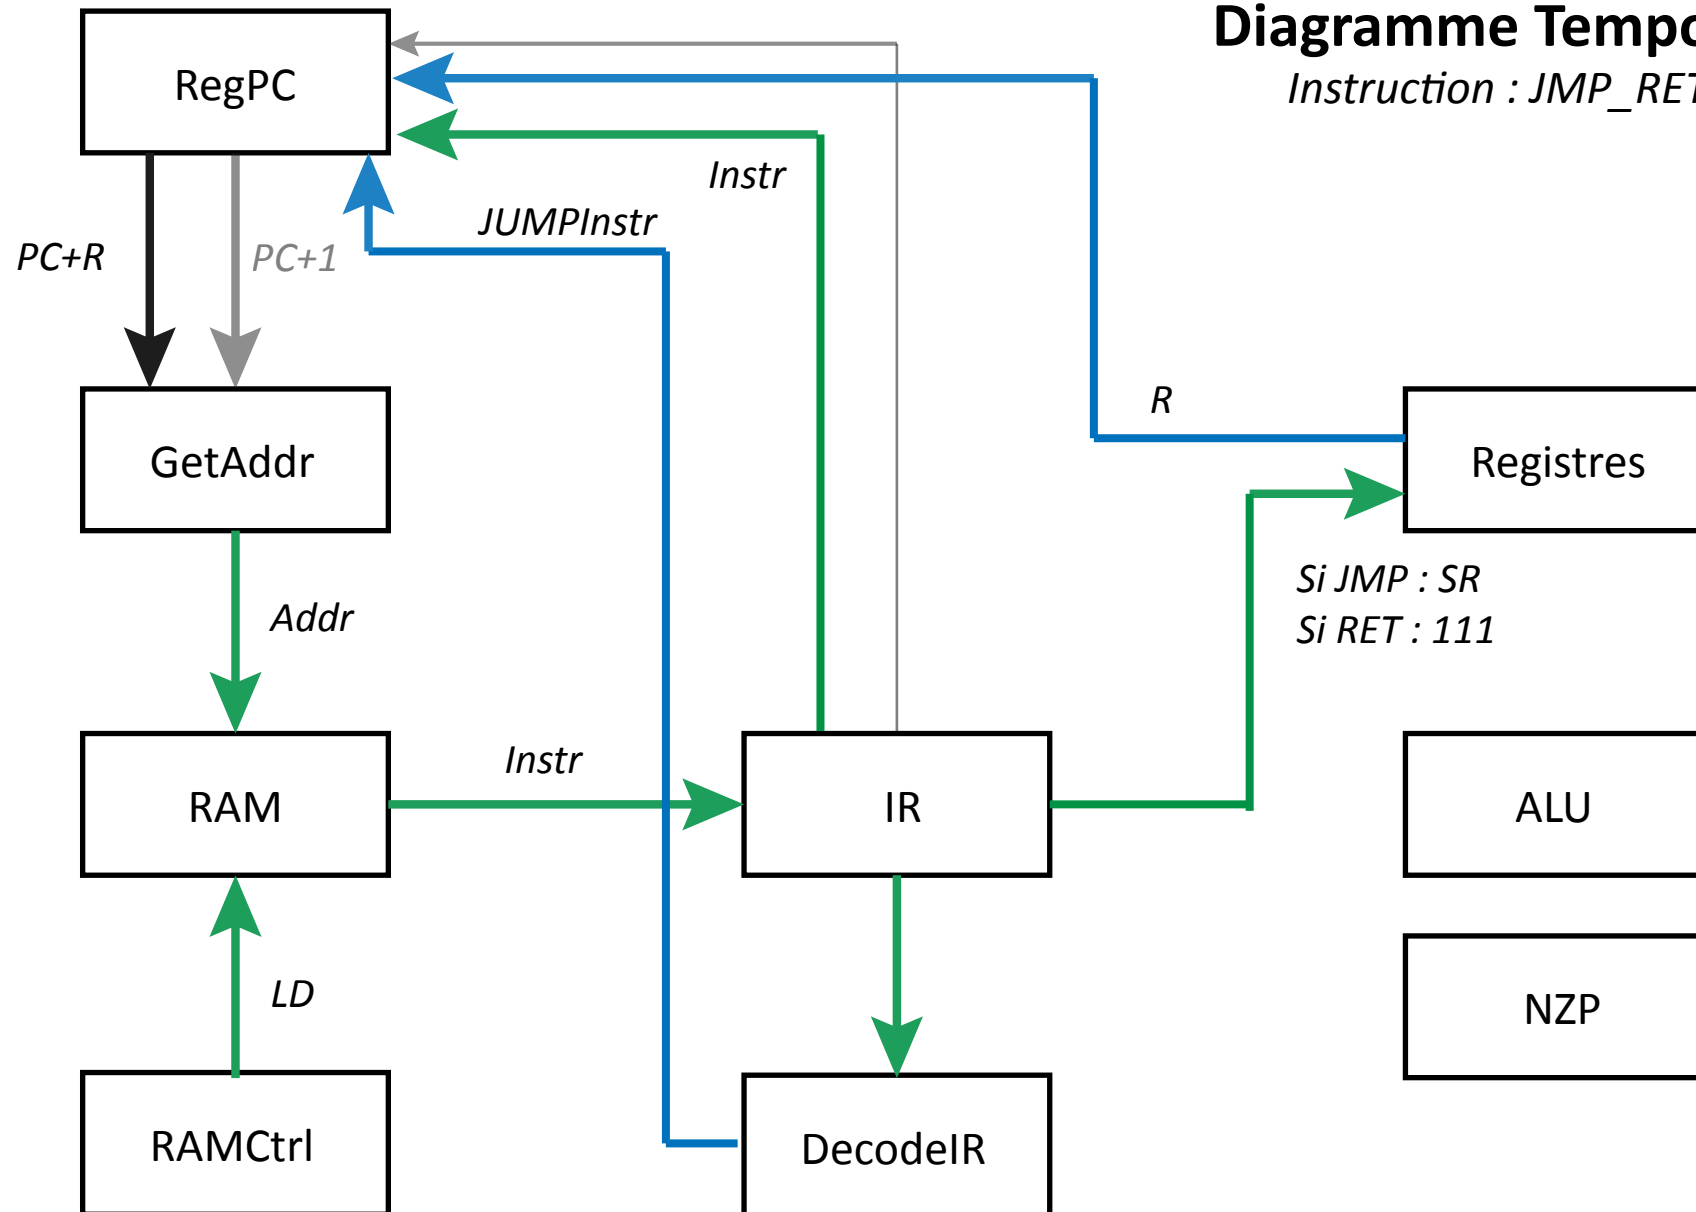 Diagramme Tempo
Instruction : JMP_RET
RegPC
Instr
JUMPInstr
PC+R
PC+1
R
GetAddr
Registres
Si JMP : SR
Si RET : 111
Addr
Instr
RAM
IR
ALU
LD
NZP
RAMCtrl
DecodeIR